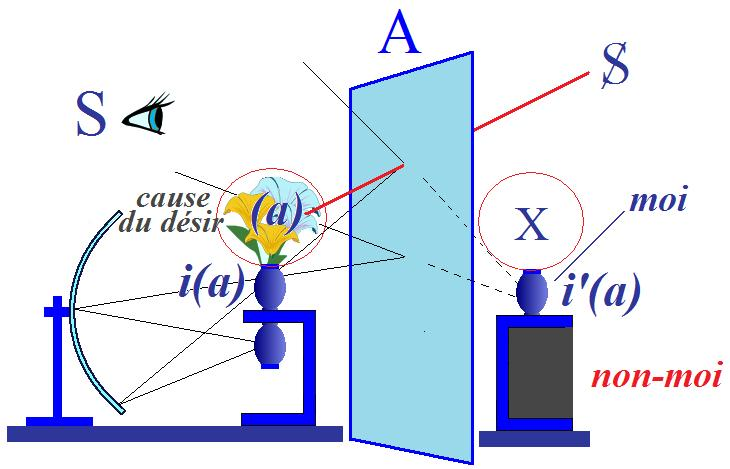 A
S
$
cause
du désir
(a)
X
moi
i(a)
i'(a)
non-moi